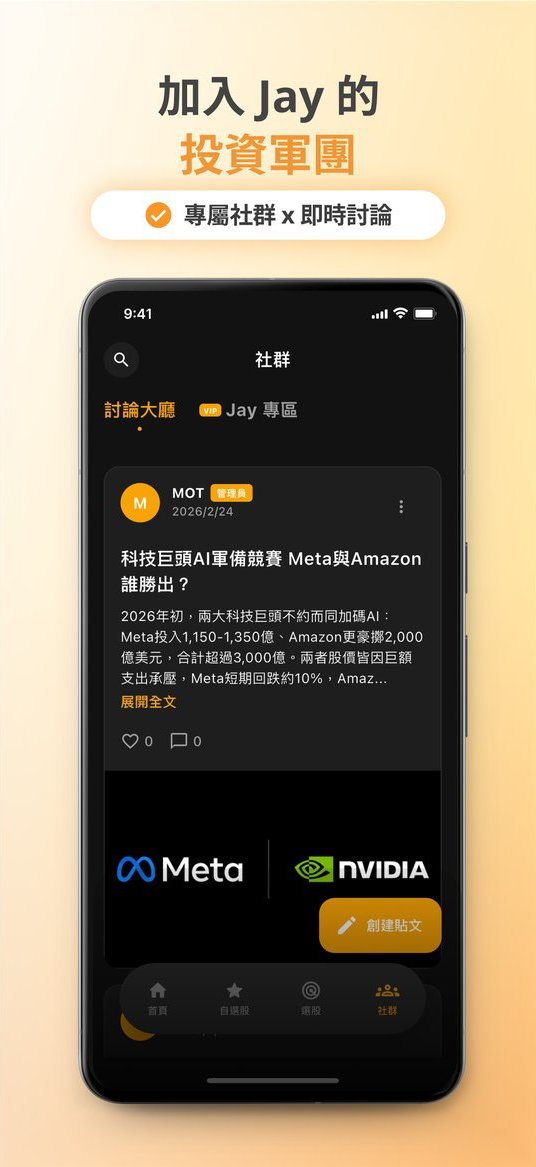 加入 Jay 的
投資軍團
專屬社群 x 即時討論
9:41
社群
討論大廳
VIP Jay 專區
M
MOT 管理員
2026/2/24
科技巨頭AI軍備競賽 Meta與Amazon
誰勝出？
2026年初，兩大科技巨頭不約而同加碼AI：
Meta投入1,150-1,350億、Amazon更豪擲2,000
億美元，合計超過3,000億。兩者股價皆因巨額
支出承壓，Meta短期回跌約10%，Amaz...
展開全文
0 0
Meta
NVIDIA
創建貼文
首頁 自選股 選股 社群